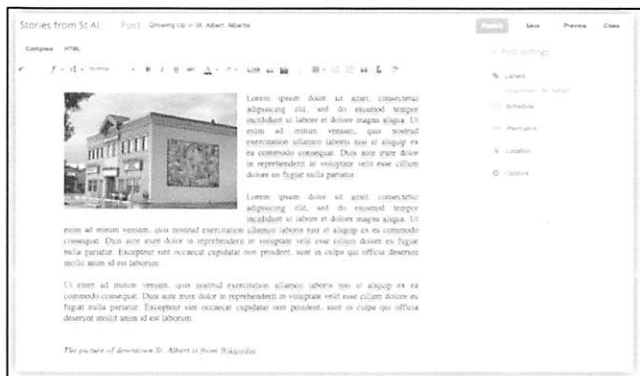 Stories from St Al Post Growing Up in St. Albert, Alberta Publish Save Preview Close
Compose HTML
Post settings
Normal B I U ABC A Link
Labels
Schedule
Permalink
Location
Options
Lorem ipsum dolor sit amet, consectetur
adipisicing elit, sed do eiusmod tempor
incididunt ut labore et dolore magna aliqua. Ut
enim ad minim veniam, quis nostrud
exercitation ullamco laboris nisi ut aliquip ex
ea commodo consequat. Duis aute irure dolor
in reprehenderit in voluptate velit esse cillum
dolore eu fugiat nulla pariatur.
Lorem ipsum dolor sit amet, consectetur
adipisicing elit, sed do eiusmod tempor
incididunt ut labore et dolore magna aliqua. Ut
enim ad minim veniam, quis nostrud exercitation ullamco laboris nisi ut aliquip ex ea commodo
consequat. Duis aute irure dolor in reprehenderit in voluptate velit esse cillum dolore eu fugiat
nulla pariatur. Excepteur sint occaecat cupidatat non proident, sunt in culpa qui officia deserunt
mollit anim id est laborum.
Ut enim ad minim veniam, quis nostrud exercitation ullamco laboris nisi ut aliquip ex ea
commodo consequat. Duis aute irure dolor in reprehenderit in voluptate velit esse cillum dolore eu
fugiat nulla pariatur. Excepteur sint occaecat cupidatat non proident, sunt in culpa qui officia
deserunt mollit anim id est laborum.
The picture of downtown St. Albert is from Wikipedia.